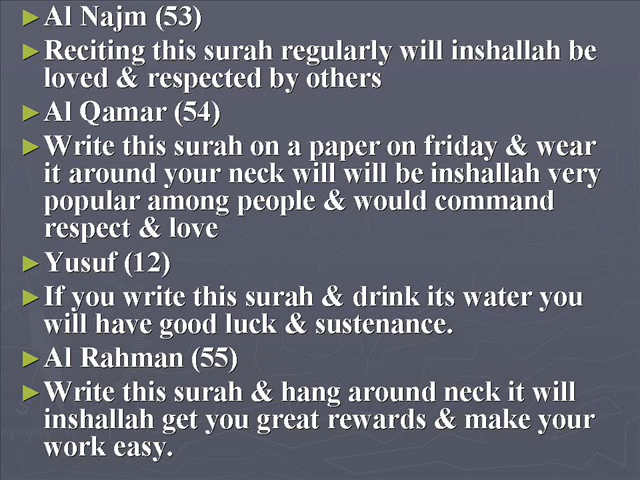 Al Najm (53)
Reciting this surah regularly will inshallah be
loved & respected by others
Al Qamar (54)
Write this surah on a paper on friday & wear
it around your neck will will be inshallah very
popular among people & would command
respect & love
Yusuf (12)
If you write this surah & drink its water you
will have good luck & sustenance.
Al Rahman (55)
Write this surah & hang around neck it will
inshallah get you great rewards & make your
work easy.